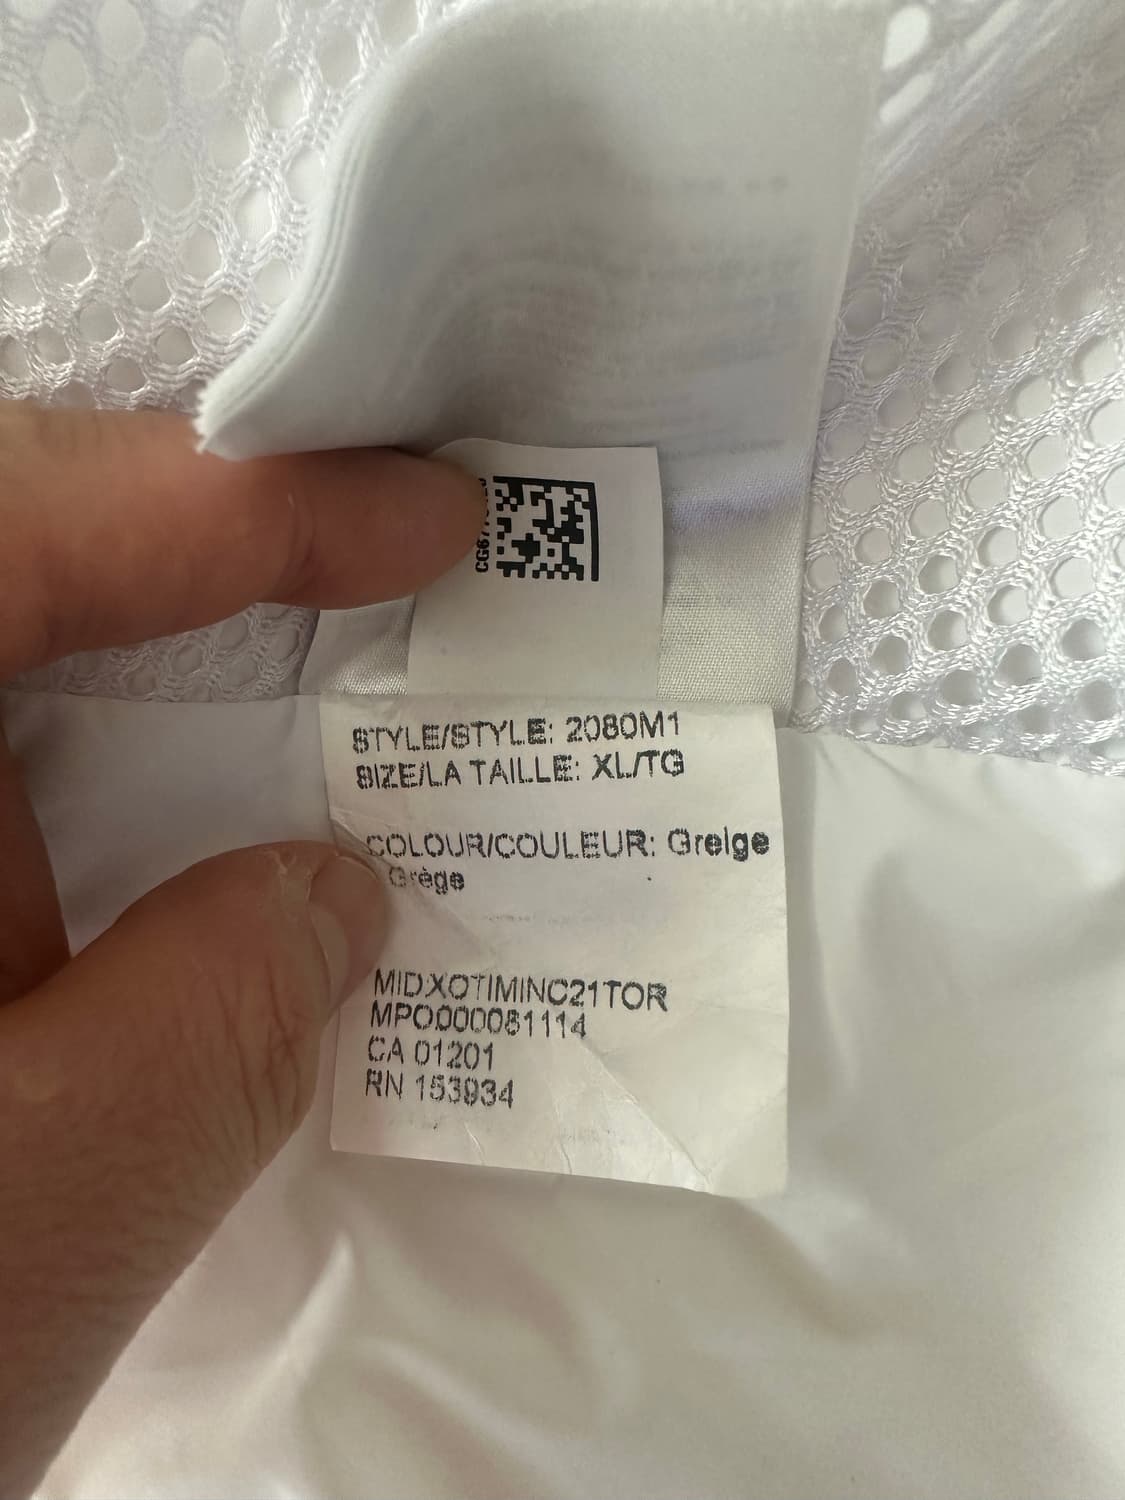 STYLE/STYLE: 2080M1
SIZE/LA TAILLE: XL/TG
COLOUR/COULEUR: Greige
Grège
MIDXOTIMINC21TOR
MPO000081114
CA 01201
RN 153934